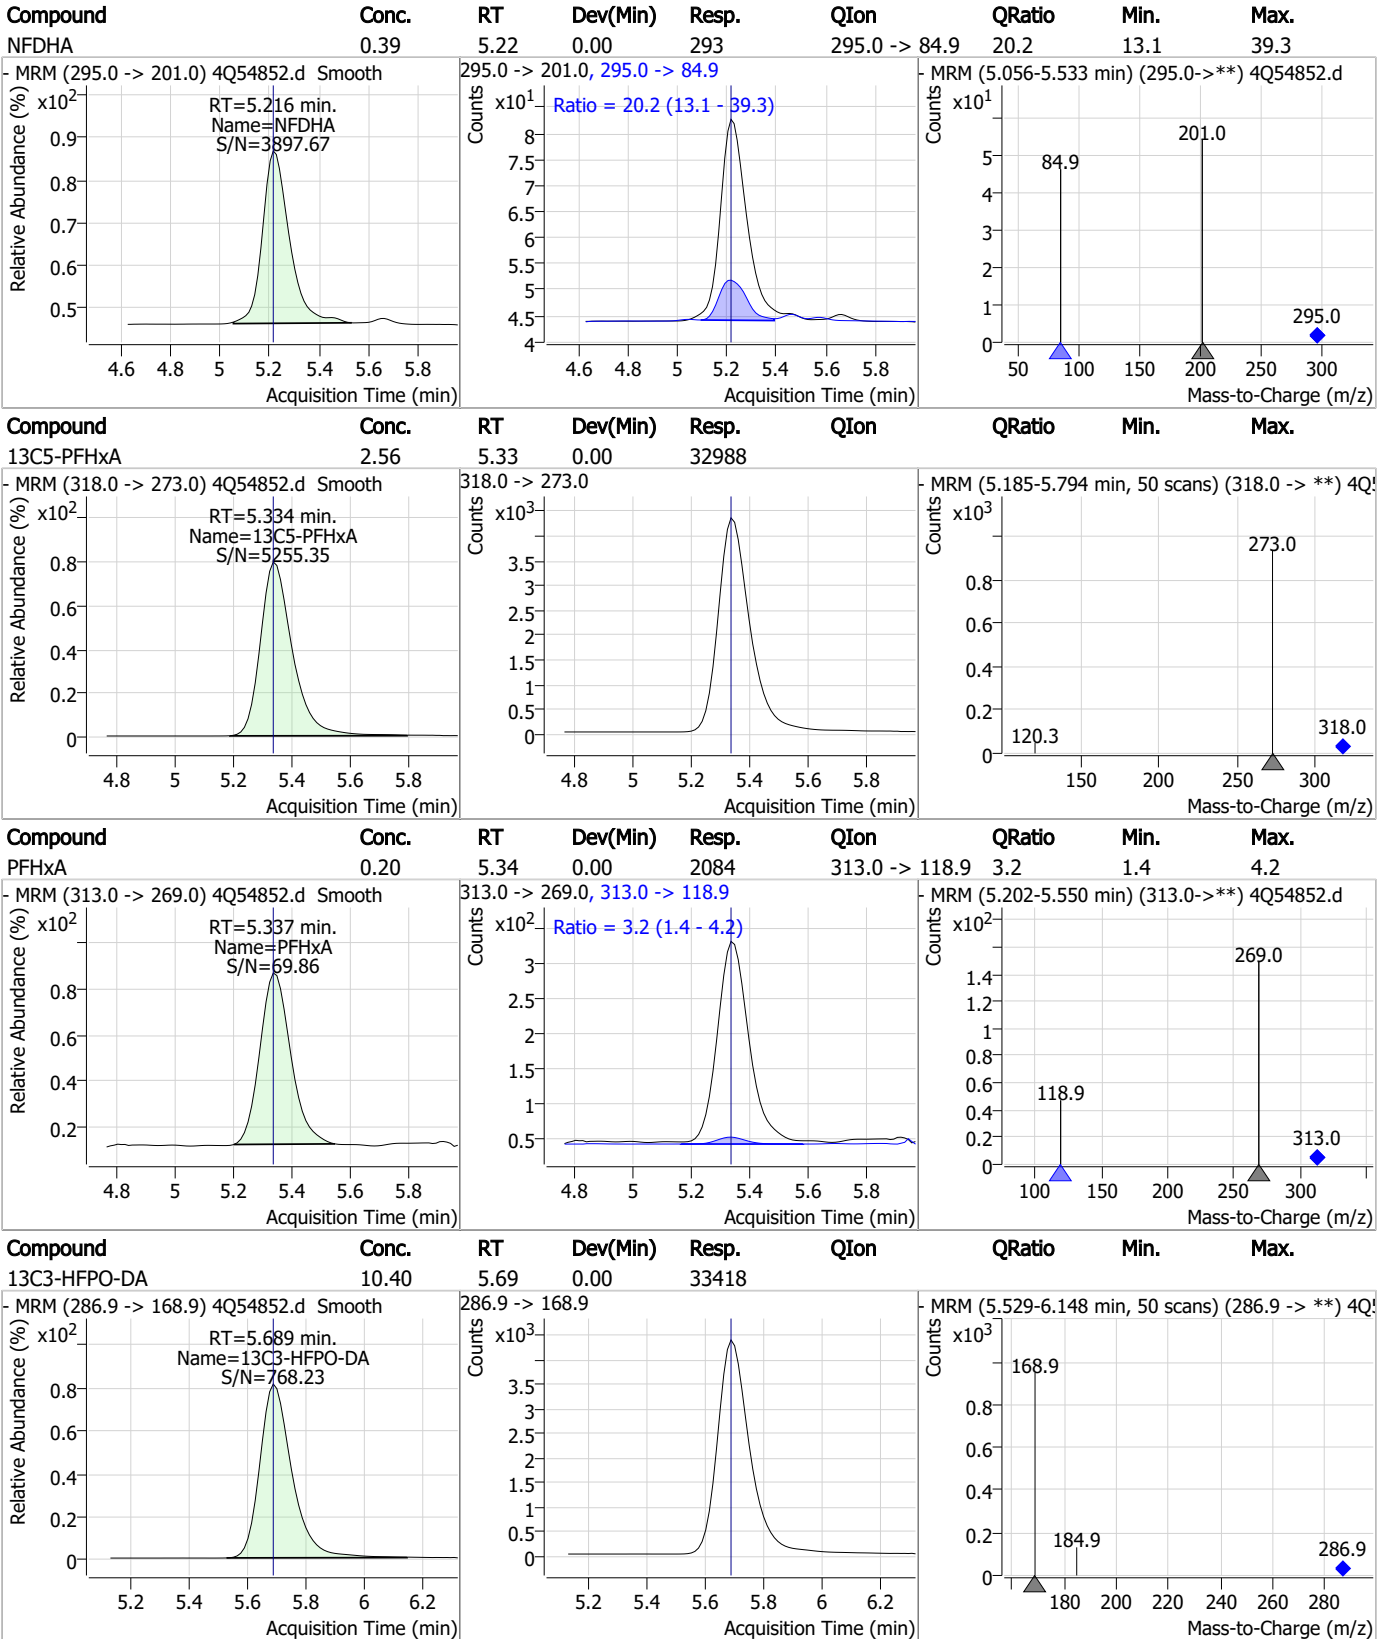 Compound Conc. RT Dev(Min) Resp. QIon QRatio Min. Max.
NFDHA 0.39 5.22 0.00 293 295.0 -> 84.9 20.2 13.1 39.3
- MRM (295.0 -> 201.0) 4Q54852.d Smooth
x10²
RT=5.216 min.
Name=NFDHA
S/N=3897.67
Relative Abundance (%)
0.9
0.8
0.7
0.6
0.5
4.6 4.8 5 5.2 5.4 5.6 5.8
Acquisition Time (min)
295.0 -> 201.0, 295.0 -> 84.9
Counts
x10¹
Ratio = 20.2 (13.1 - 39.3)
8
7.5
7
6.5
6
5.5
5
4.5
4
4.6 4.8 5 5.2 5.4 5.6 5.8
Acquisition Time (min)
- MRM (5.056-5.533 min) (295.0->**) 4Q54852.d
Counts
x10¹
201.0
84.9
295.0
5
4
3
2
1
0
50 100 150 200 250 300
Mass-to-Charge (m/z)
Compound Conc. RT Dev(Min) Resp. QIon QRatio Min. Max.
13C5-PFHxA 2.56 5.33 0.00 32988
- MRM (318.0 -> 273.0) 4Q54852.d Smooth
x10²
RT=5.334 min.
Name=13C5-PFHxA
S/N=5255.35
Relative Abundance (%)
0.8
0.6
0.4
0.2
0
4.8 5 5.2 5.4 5.6 5.8
Acquisition Time (min)
318.0 -> 273.0
Counts
x10³
3.5
3
2.5
2
1.5
1
0.5
0
4.8 5 5.2 5.4 5.6 5.8
Acquisition Time (min)
- MRM (5.185-5.794 min, 50 scans) (318.0 -> **) 4Q5
Counts
x10³
273.0
120.3
318.0
0.8
0.6
0.4
0.2
0
150 200 250 300
Mass-to-Charge (m/z)
Compound Conc. RT Dev(Min) Resp. QIon QRatio Min. Max.
PFHxA 0.20 5.34 0.00 2084 313.0 -> 118.9 3.2 1.4 4.2
- MRM (313.0 -> 269.0) 4Q54852.d Smooth
x10²
RT=5.337 min.
Name=PFHxA
S/N=69.86
Relative Abundance (%)
0.8
0.6
0.4
0.2
4.8 5 5.2 5.4 5.6 5.8
Acquisition Time (min)
313.0 -> 269.0, 313.0 -> 118.9
Counts
x10²
Ratio = 3.2 (1.4 - 4.2)
3
2.5
2
1.5
1
0.5
4.8 5 5.2 5.4 5.6 5.8
Acquisition Time (min)
- MRM (5.202-5.550 min) (313.0->**) 4Q54852.d
Counts
x10²
269.0
118.9
313.0
1.4
1.2
1
0.8
0.6
0.4
0.2
0
100 150 200 250 300
Mass-to-Charge (m/z)
Compound Conc. RT Dev(Min) Resp. QIon QRatio Min. Max.
13C3-HFPO-DA 10.40 5.69 0.00 33418
- MRM (286.9 -> 168.9) 4Q54852.d Smooth
x10²
RT=5.689 min.
Name=13C3-HFPO-DA
S/N=768.23
Relative Abundance (%)
0.8
0.6
0.4
0.2
0
5.2 5.4 5.6 5.8 6 6.2
Acquisition Time (min)
286.9 -> 168.9
Counts
x10³
3.5
3
2.5
2
1.5
1
0.5
0
5.2 5.4 5.6 5.8 6 6.2
Acquisition Time (min)
- MRM (5.529-6.148 min, 50 scans) (286.9 -> **) 4Q5
Counts
x10³
168.9
184.9
286.9
0.8
0.6
0.4
0.2
0
180 200 220 240 260 280
Mass-to-Charge (m/z)